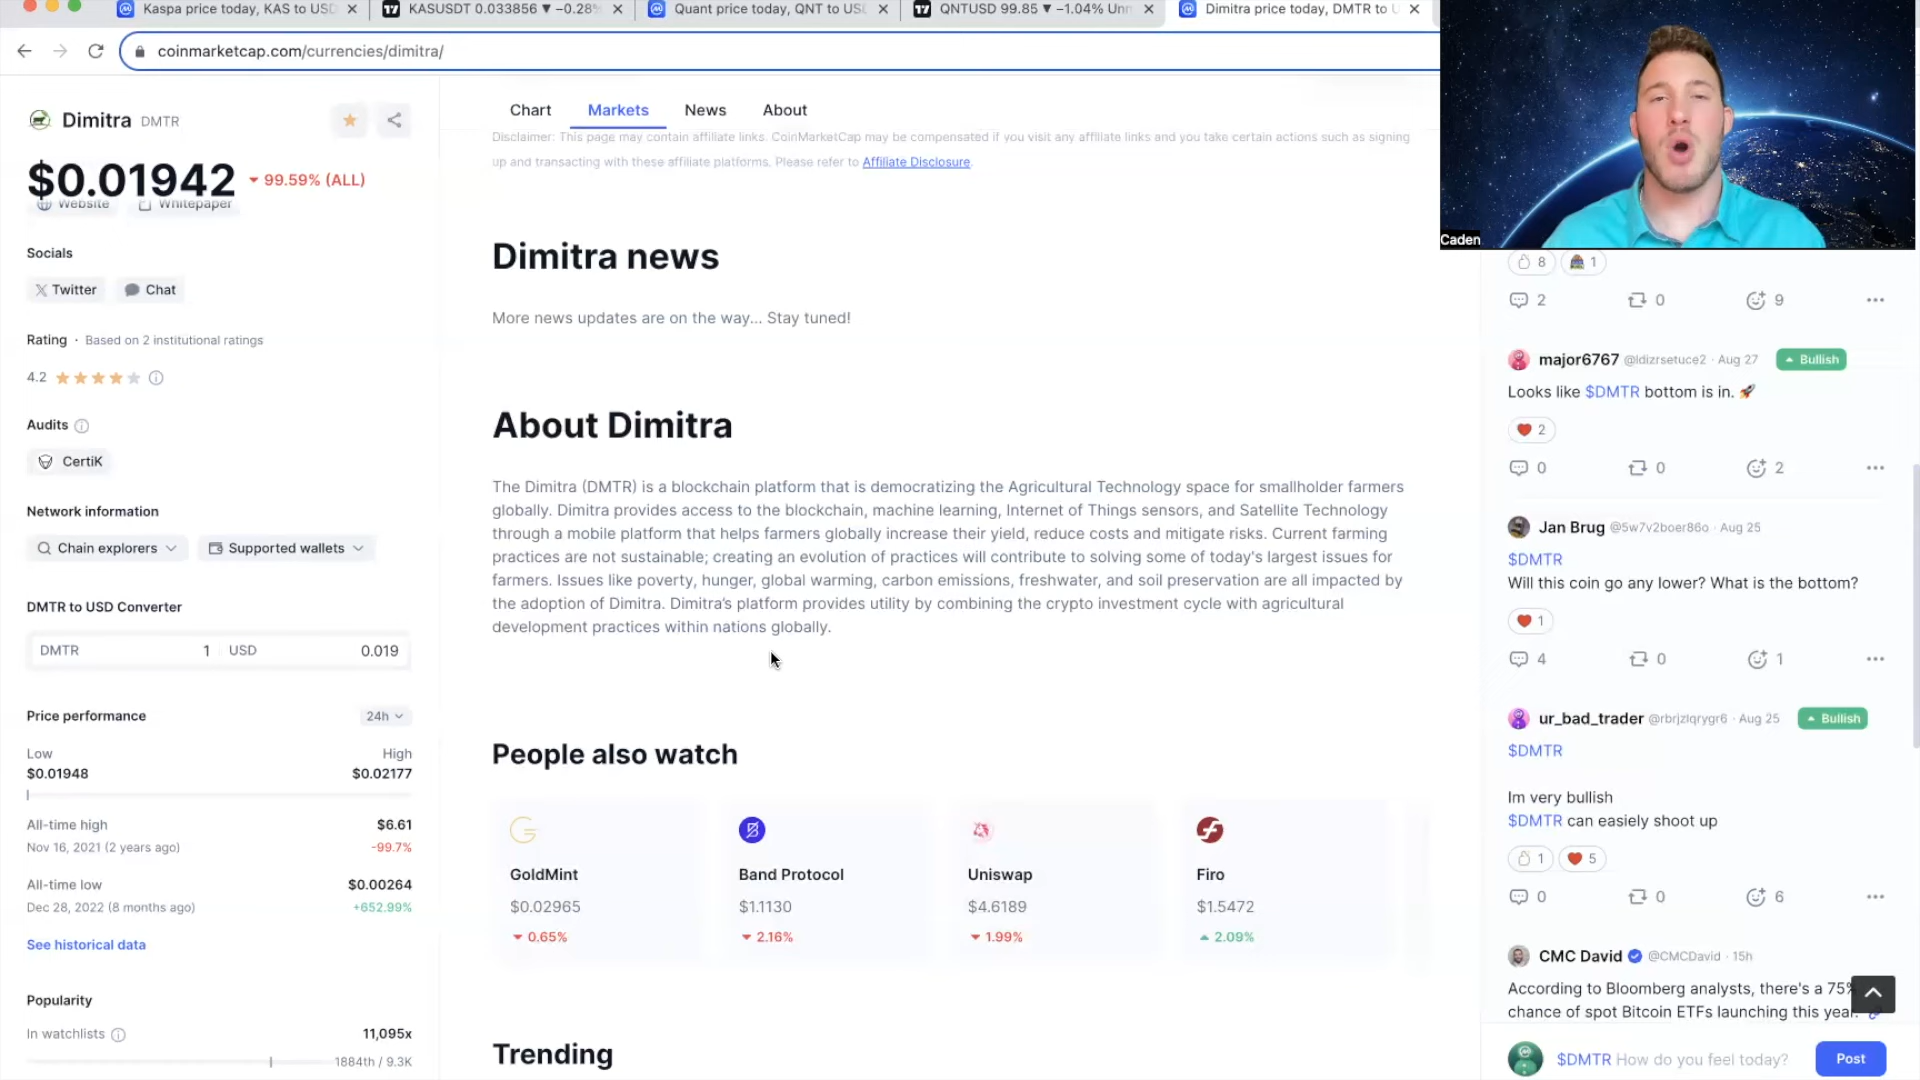 Kaspa price today, KAS to USD
KASUSDT 0.033856 ▼ −0.28%
Quant price today, QNT to US
QNTUSD 99.85 ▼ −1.04% Unn
Dimitra price today, DMTR to U
coinmarketcap.com/currencies/dimitra/
Caden
Dimitra DMTR
$0.01942 99.59% (ALL)
Website Whitepaper
Socials
Twitter Chat
Rating · Based on 2 institutional ratings
4.2
Audits
CertiK
Network information
Chain explorers Supported wallets
DMTR to USD Converter
DMTR 1 USD 0.019
Price performance 24h
Low High
$0.01948 $0.02177
All-time high $6.61
Nov 16, 2021 (2 years ago) -99.7%
All-time low $0.00264
Dec 28, 2022 (8 months ago) +652.99%
See historical data
Popularity
In watchlists 11,095x
1884th / 9.3K
Chart Markets News About
Disclaimer: This page may contain affiliate links. CoinMarketCap may be compensated if you visit any affiliate links and you take certain actions such as signing
up and transacting with these affiliate platforms. Please refer to Affiliate Disclosure.
Dimitra news
More news updates are on the way... Stay tuned!
About Dimitra
The Dimitra (DMTR) is a blockchain platform that is democratizing the Agricultural Technology space for smallholder farmers
globally. Dimitra provides access to the blockchain, machine learning, Internet of Things sensors, and Satellite Technology
through a mobile platform that helps farmers globally increase their yield, reduce costs and mitigate risks. Current farming
practices are not sustainable; creating an evolution of practices will contribute to solving some of today's largest issues for
farmers. Issues like poverty, hunger, global warming, carbon emissions, freshwater, and soil preservation are all impacted by
the adoption of Dimitra. Dimitra’s platform provides utility by combining the crypto investment cycle with agricultural
development practices within nations globally.
People also watch
GoldMint
$0.02965
0.65%
Band Protocol
$1.1130
2.16%
Uniswap
$4.6189
1.99%
Firo
$1.5472
2.09%
Trending
8 1
2 0 9
major6767 @ldizrsetuce2 · Aug 27 Bullish
Looks like $DMTR bottom is in. 🚀
2
0 0 2
Jan Brug @5w7v2boer86o · Aug 25
$DMTR
Will this coin go any lower? What is the bottom?
1
4 0 1
ur_bad_trader @rbrjzlqrygr6 · Aug 25 Bullish
$DMTR
Im very bullish
$DMTR can easiely shoot up
1 5
0 0 6
CMC David @CMCDavid · 15h
According to Bloomberg analysts, there's a 75%
chance of spot Bitcoin ETFs launching this year.
$DMTR How do you feel today? Post